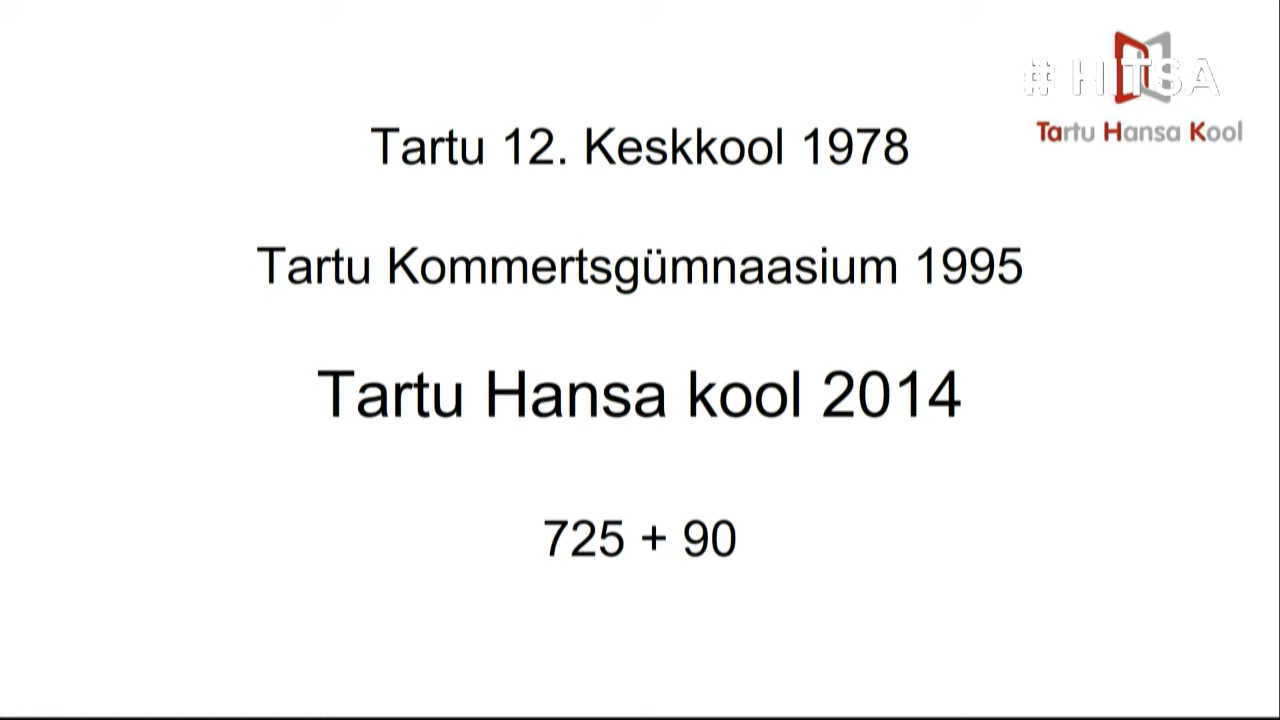 # HITSA
Tartu Hansa Kool
Tartu 12. Keskkool 1978
Tartu Kommertsgümnaasium 1995
Tartu Hansa kool 2014
725 + 90